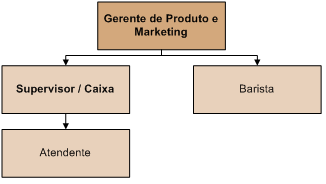 Gerente de Produto e
Marketing
Supervisor / Caixa
Barista
Atendente